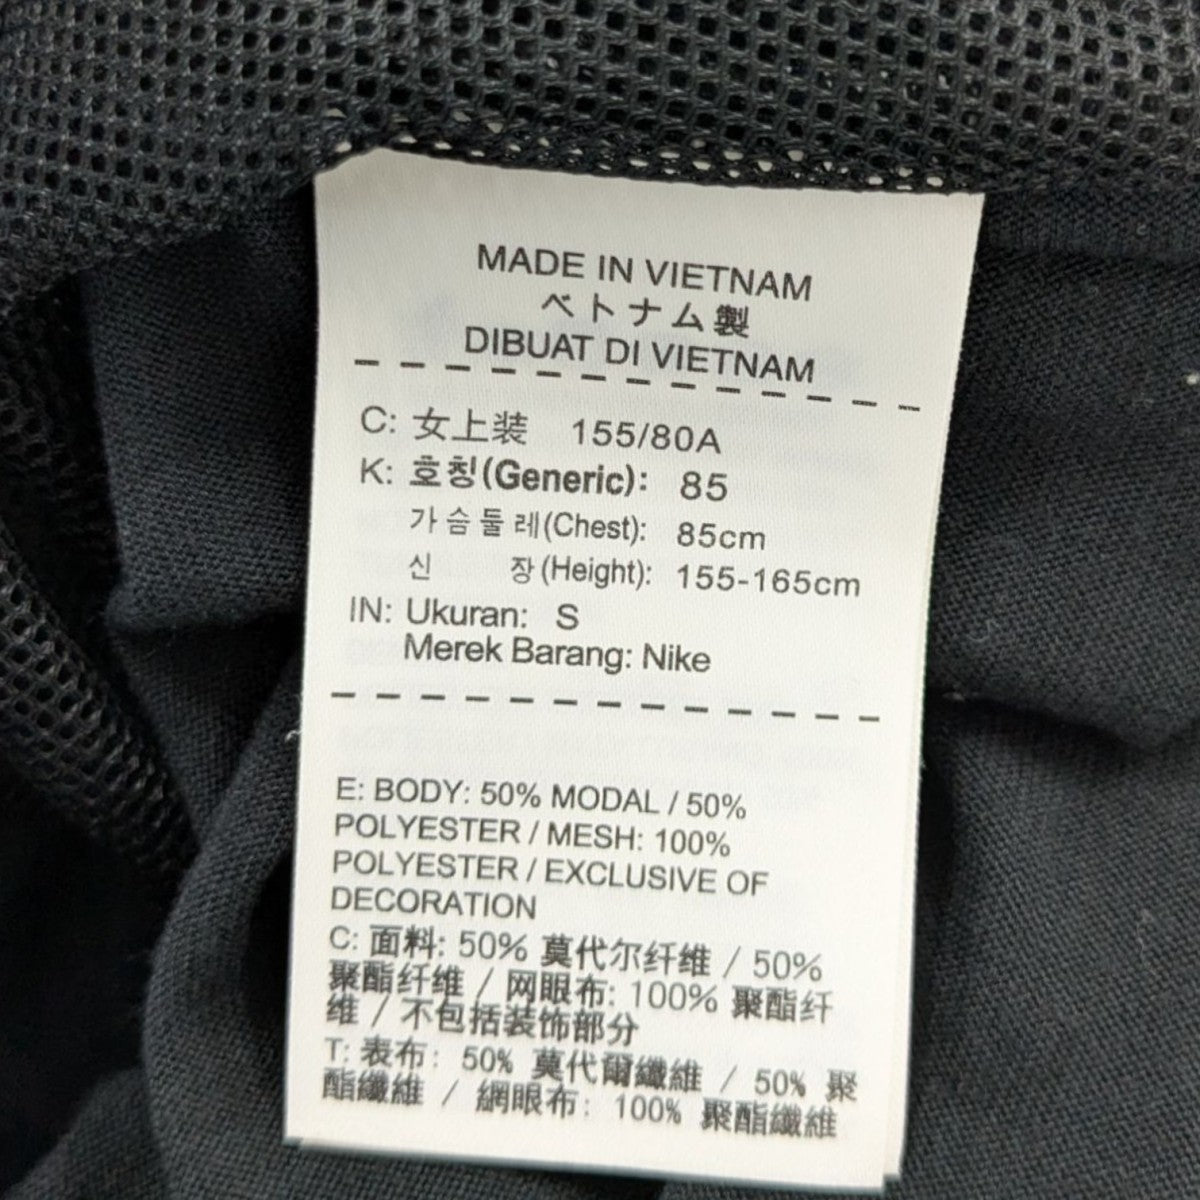 MADE IN VIETNAM
ベトナム製
DIBUAT DI VIETNAM
C: 女上装 155/80A
K: 호칭(Generic): 85
가슴둘레(Chest): 85cm
신 장(Height): 155-165cm
IN: Ukuran: S
Merek Barang: Nike
E: BODY: 50% MODAL / 50%
POLYESTER / MESH: 100%
POLYESTER / EXCLUSIVE OF
DECORATION
C: 面料: 50% 莫代尔纤维 / 50%
聚酯纤维 / 网眼布: 100% 聚酯纤
维 / 不包括装饰部分
T: 表布: 50% 莫代爾纖維 / 50% 聚
酯纖維 / 網眼布: 100% 聚酯纖維